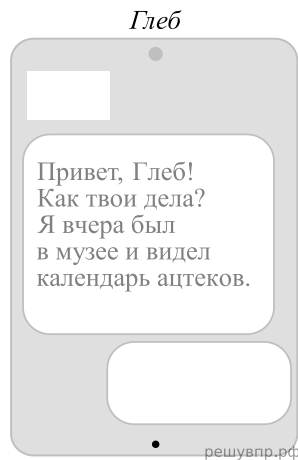 Глеб
Привет, Глеб!
Как твои дела?
Я вчера был
в музее и видел
календарь ацтеков.
решувпр.рф